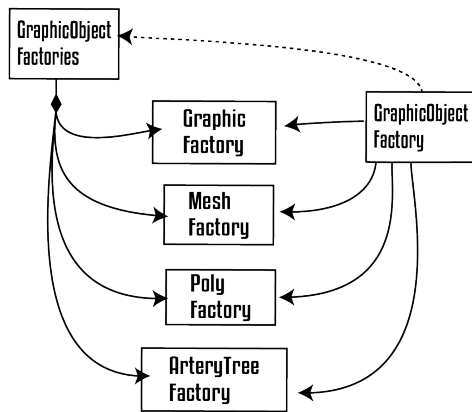 GraphicObject
Factories
Graphic
Factory
GraphicObject
Factory
Mesh
Factory
Poly
Factory
ArteryTree
Factory